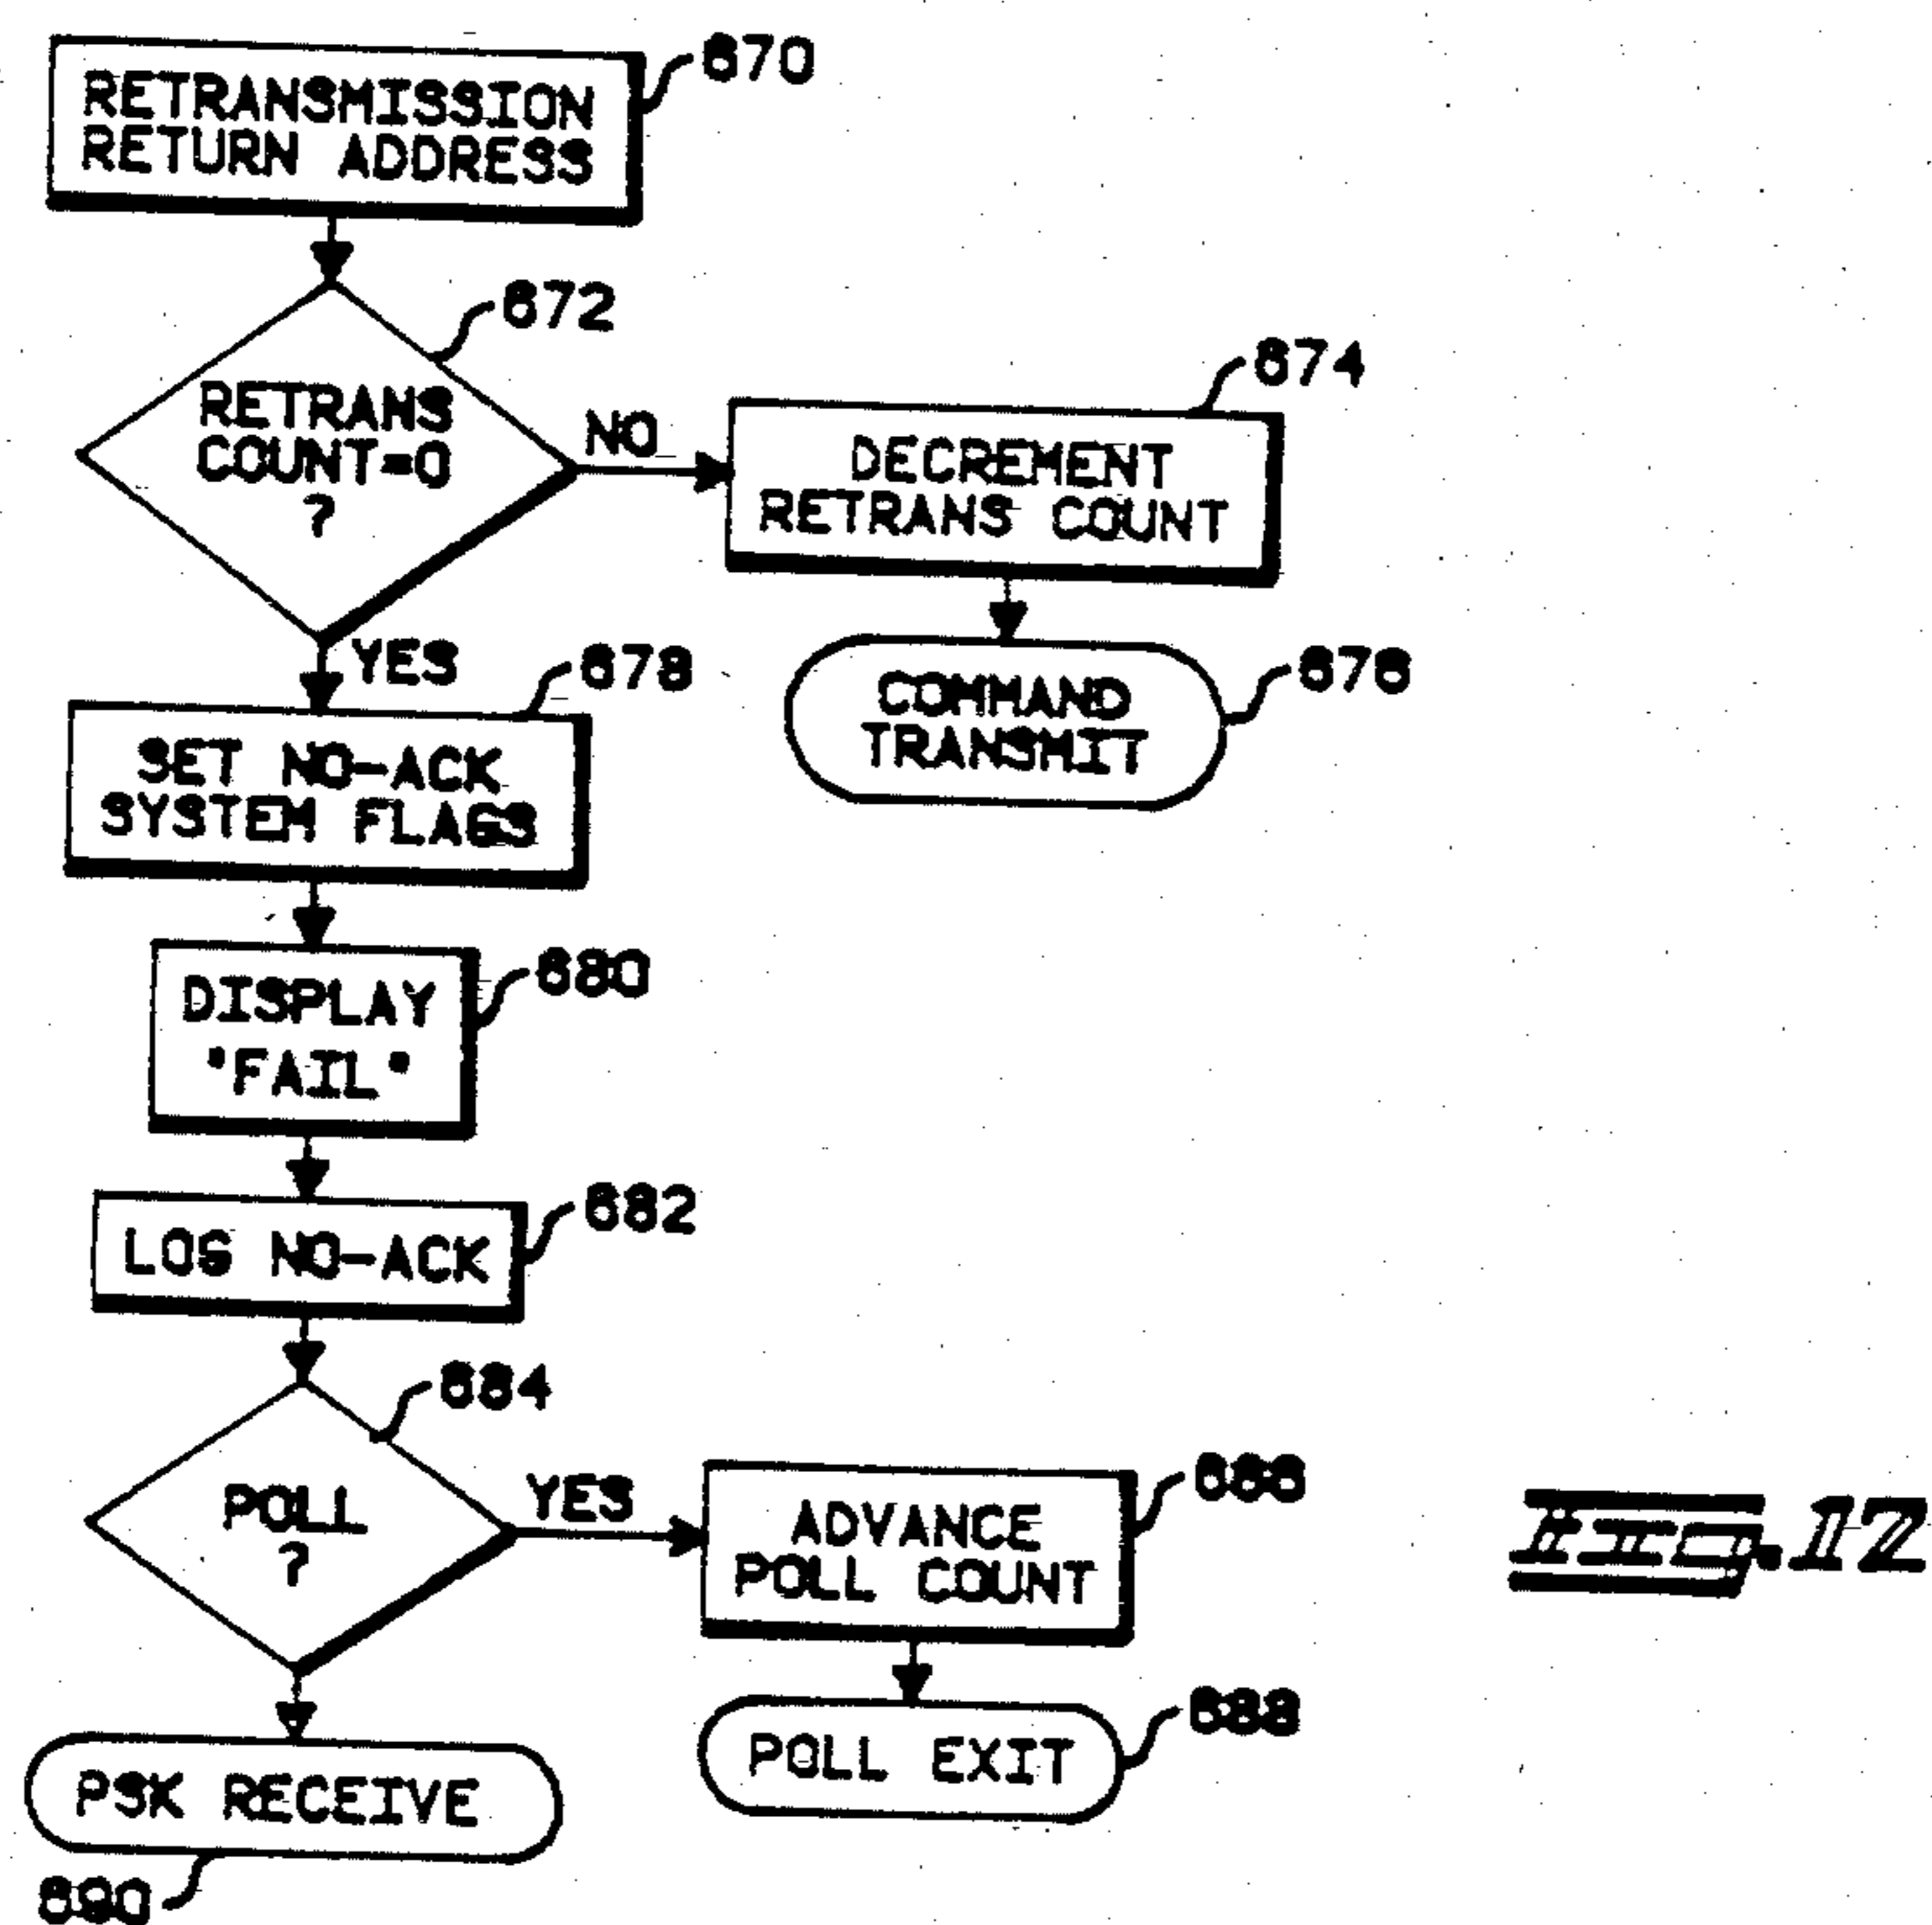 RETRANSMISSION
RETURN ADDRESS
670
RETRANS
COUNT=0
?
672
NO
DECREMENT
RETRANS COUNT
674
COMMAND
TRANSMIT
676
YES
SET NO-ACK
SYSTEM FLAGS
678
DISPLAY
"FAIL"
680
LOG NO-ACK
682
POLL
?
684
YES
ADVANCE
POLL COUNT
686
POLL EXIT
688
PSK RECEIVE
690
Fig. 12